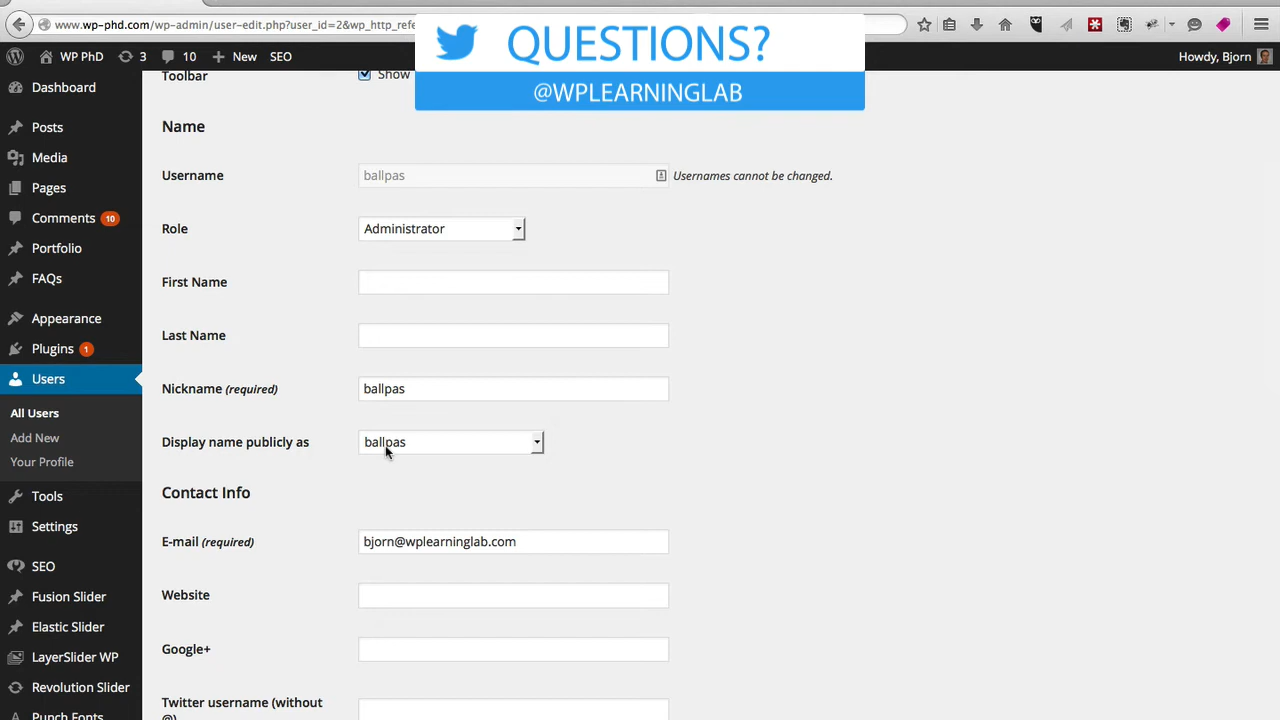 www.wp-phd.com/wp-admin/user-edit.php?user_id=2&wp_http_refe
QUESTIONS?
@WPLEARNINGLAB
WP PhD
3
10
+ New
SEO
Howdy, Bjorn
Dashboard
Posts
Media
Pages
Comments 10
Portfolio
FAQs
Appearance
Plugins 1
Users
All Users
Add New
Your Profile
Tools
Settings
SEO
Fusion Slider
Elastic Slider
LayerSlider WP
Revolution Slider
Punch Fonts
Toolbar
Show
Name
Username
ballpas
Usernames cannot be changed.
Role
Administrator
First Name
Last Name
Nickname (required)
ballpas
Display name publicly as
ballpas
Contact Info
E-mail (required)
bjorn@wplearninglab.com
Website
Google+
Twitter username (without
@)